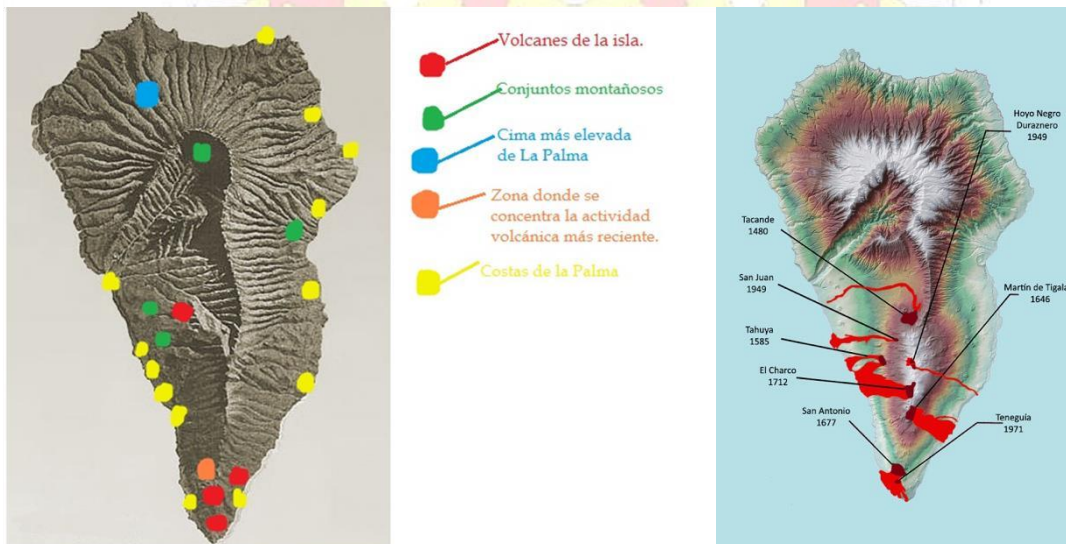 Volcanes de la isla.
Conjuntos montañosos
Cima más elevada
de La Palma
Zona donde se
concentra la actividad
volcánica más reciente.
Costas de la Palma
Hoyo Negro
Duraznero
1949
Tacande
1480
San Juan
1949
Martín de Tigalate
1646
Tahuya
1585
El Charco
1712
San Antonio
1677
Teneguía
1971